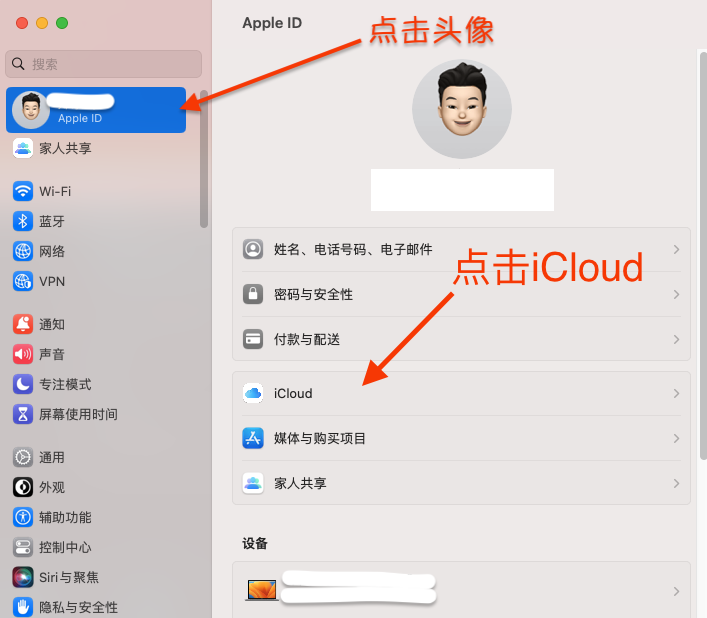 Apple ID
点击头像
搜索
Apple ID
家人共享
Wi-Fi
蓝牙
网络
VPN
通知
声音
专注模式
屏幕使用时间
通用
外观
辅助功能
控制中心
Siri与聚焦
隐私与安全性
姓名、电话号码、电子邮件
点击iCloud
密码与安全性
付款与配送
iCloud
媒体与购买项目
家人共享
设备